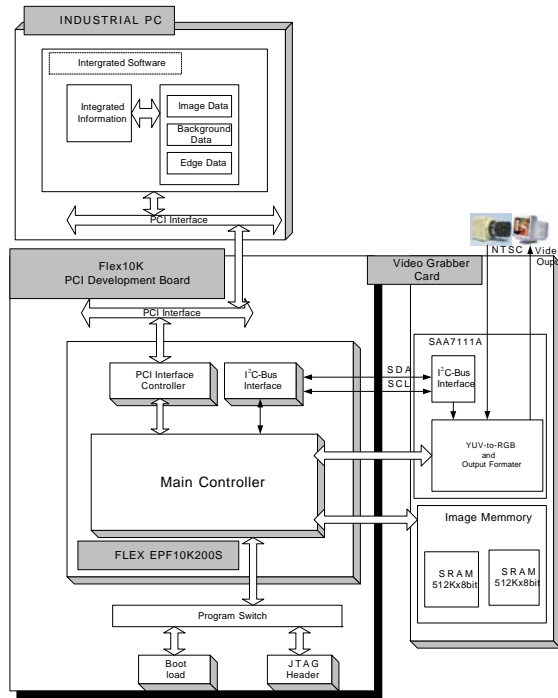 INDUSTRIAL PC
Intergrated Software
Integrated
Information
Image Data
Background
Data
Edge Data
PCI Interface
Flex10K
PCI Development Board
PCI Interface
PCI Interface
Controller
I²C-Bus
Interface
Main Controller
FLEX EPF10K200S
Program Switch
Boot
load
JTAG
Header
Video Grabber
Card
NTSC
Vide
Oupu
SAA7111A
SDA
SCL
I²C-Bus
Interface
YUV-to-RGB
and
Output Formater
Image Memmory
SRAM
512Kx8bit
SRAM
512Kx8bit